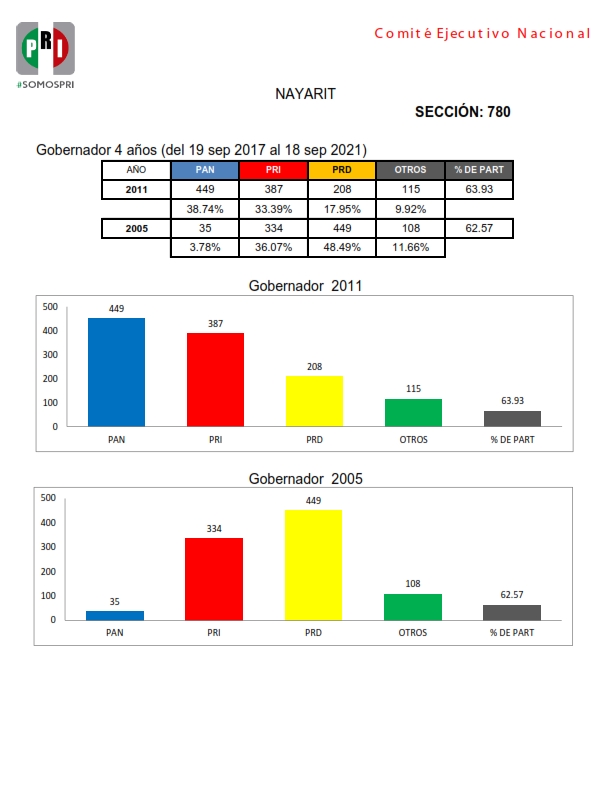 Comité Ejecutivo Nacional
PRI
#SOMOSPRI
NAYARIT
SECCIÓN: 780
Gobernador 4 años (del 19 sep 2017 al 18 sep 2021)
AÑO PAN PRI PRD OTROS % DE PART
2011 449 387 208 115 63.93
38.74% 33.39% 17.95% 9.92%
2005 35 334 449 108 62.57
3.78% 36.07% 48.49% 11.66%
Gobernador 2011
500
400
300
200
100
0
449
387
208
115
63.93
PAN PRI PRD OTROS % DE PART
Gobernador 2005
500
400
300
200
100
0
35
334
449
108
62.57
PAN PRI PRD OTROS % DE PART